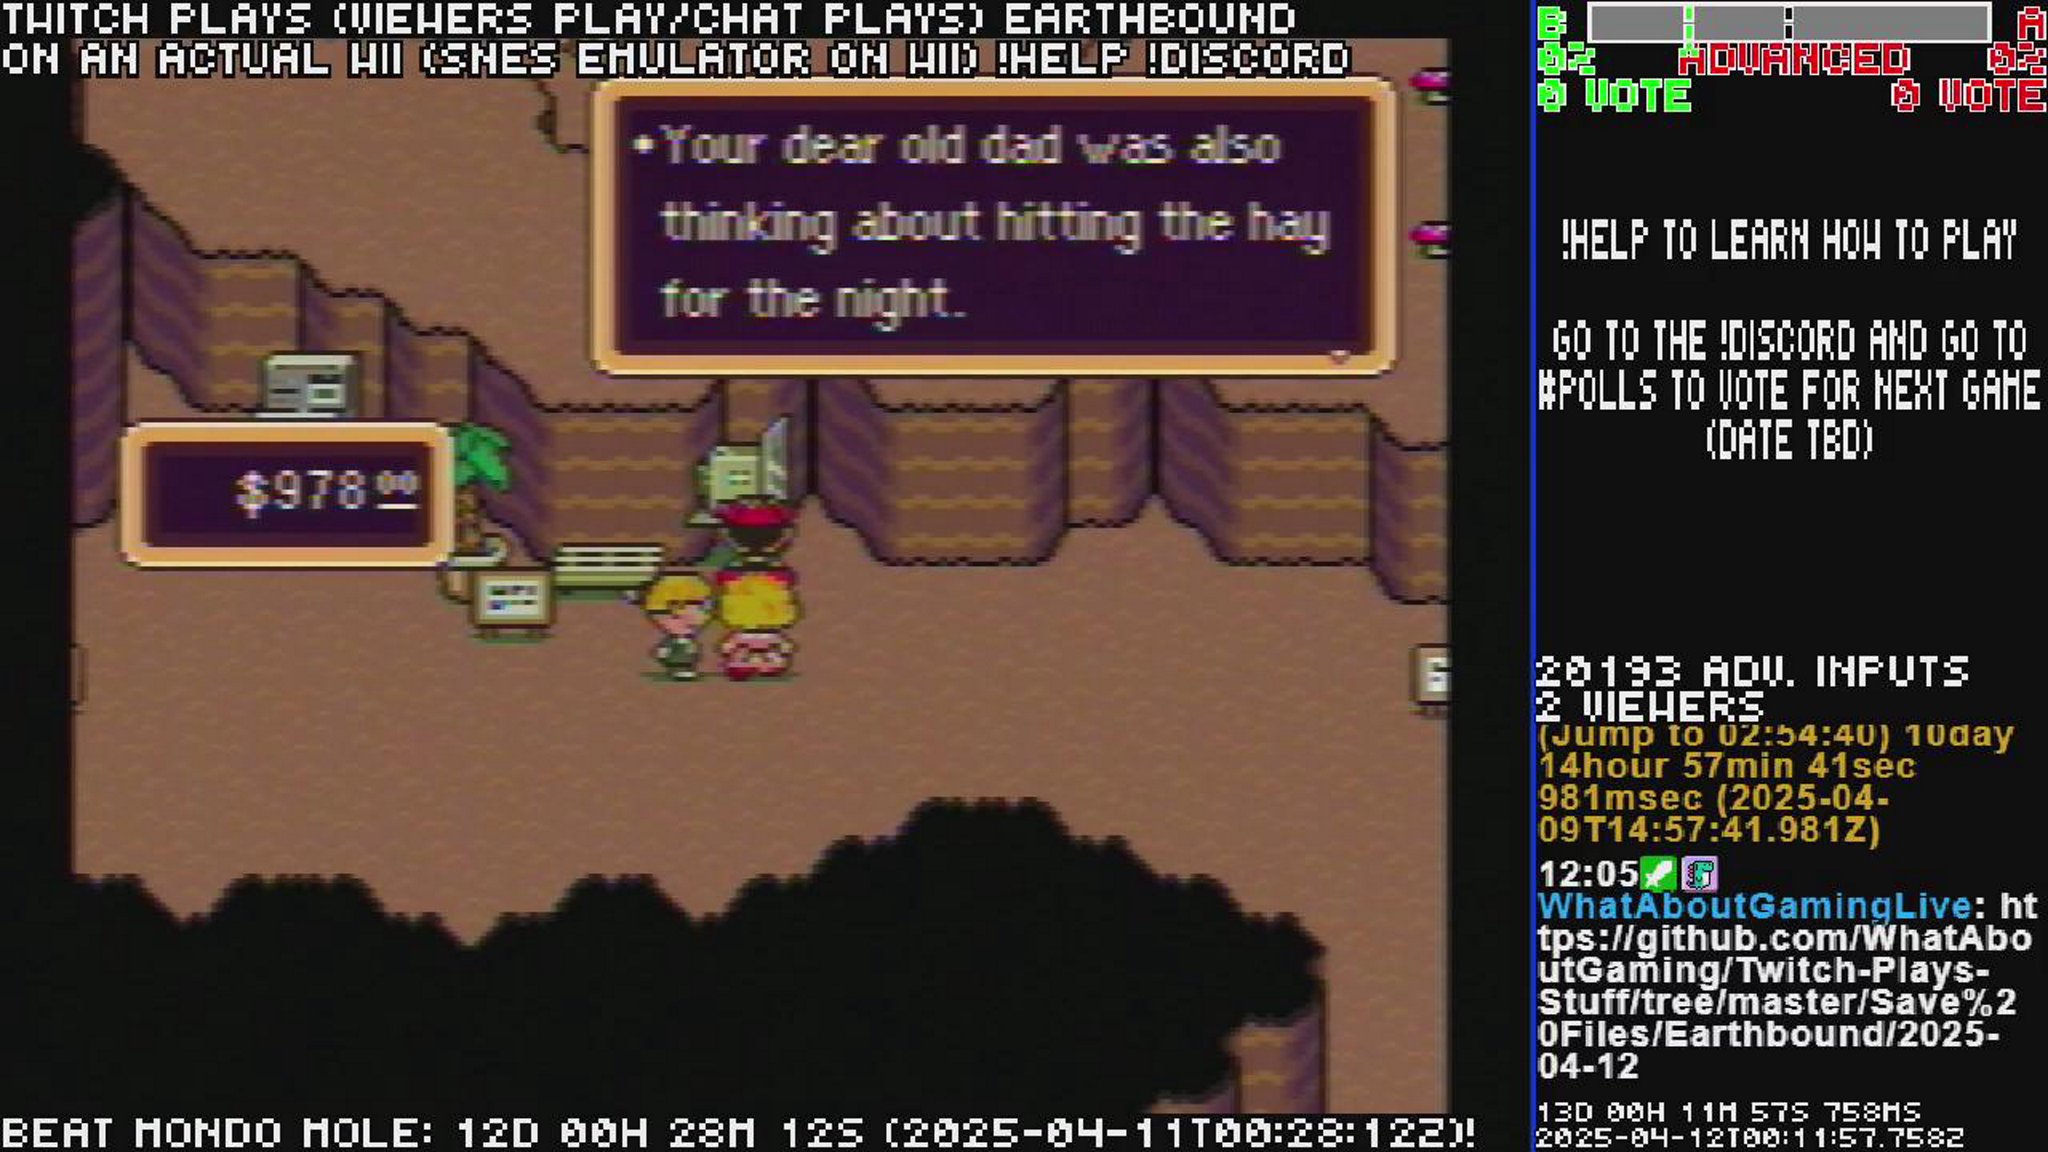 TWITCH PLAYS (VIEWERS PLAY/CHAT PLAYS) EARTHBOUND
ON AN ACTUAL WII (SNES EMULATOR ON WII) !HELP !DISCORD
•Your dear old dad was also
thinking about hitting the hay
for the night.
$978.00
B
A
0%
ADVANCED
0%
0 VOTE
0 VOTE
!HELP TO LEARN HOW TO PLAY
GO TO THE !DISCORD AND GO TO
#POLLS TO VOTE FOR NEXT GAME
(DATE TBD)
20193 ADV. INPUTS
2 VIEWERS
(Jump to 02:54:40) 10day
14hour 57min 41sec
981msec (2025-04-
09T14:57:41.981Z)
12:05
WhatAboutGamingLive: ht
tps://github.com/WhatAbo
utGaming/Twitch-Plays-
Stuff/tree/master/Save%2
0Files/Earthbound/2025-
04-12
13D 00H 11M 57S 758MS
2025-04-12T00:11:57.758Z
BEAT MONDO MOLE: 12D 00H 28M 12S (2025-04-11T00:28:12Z)!